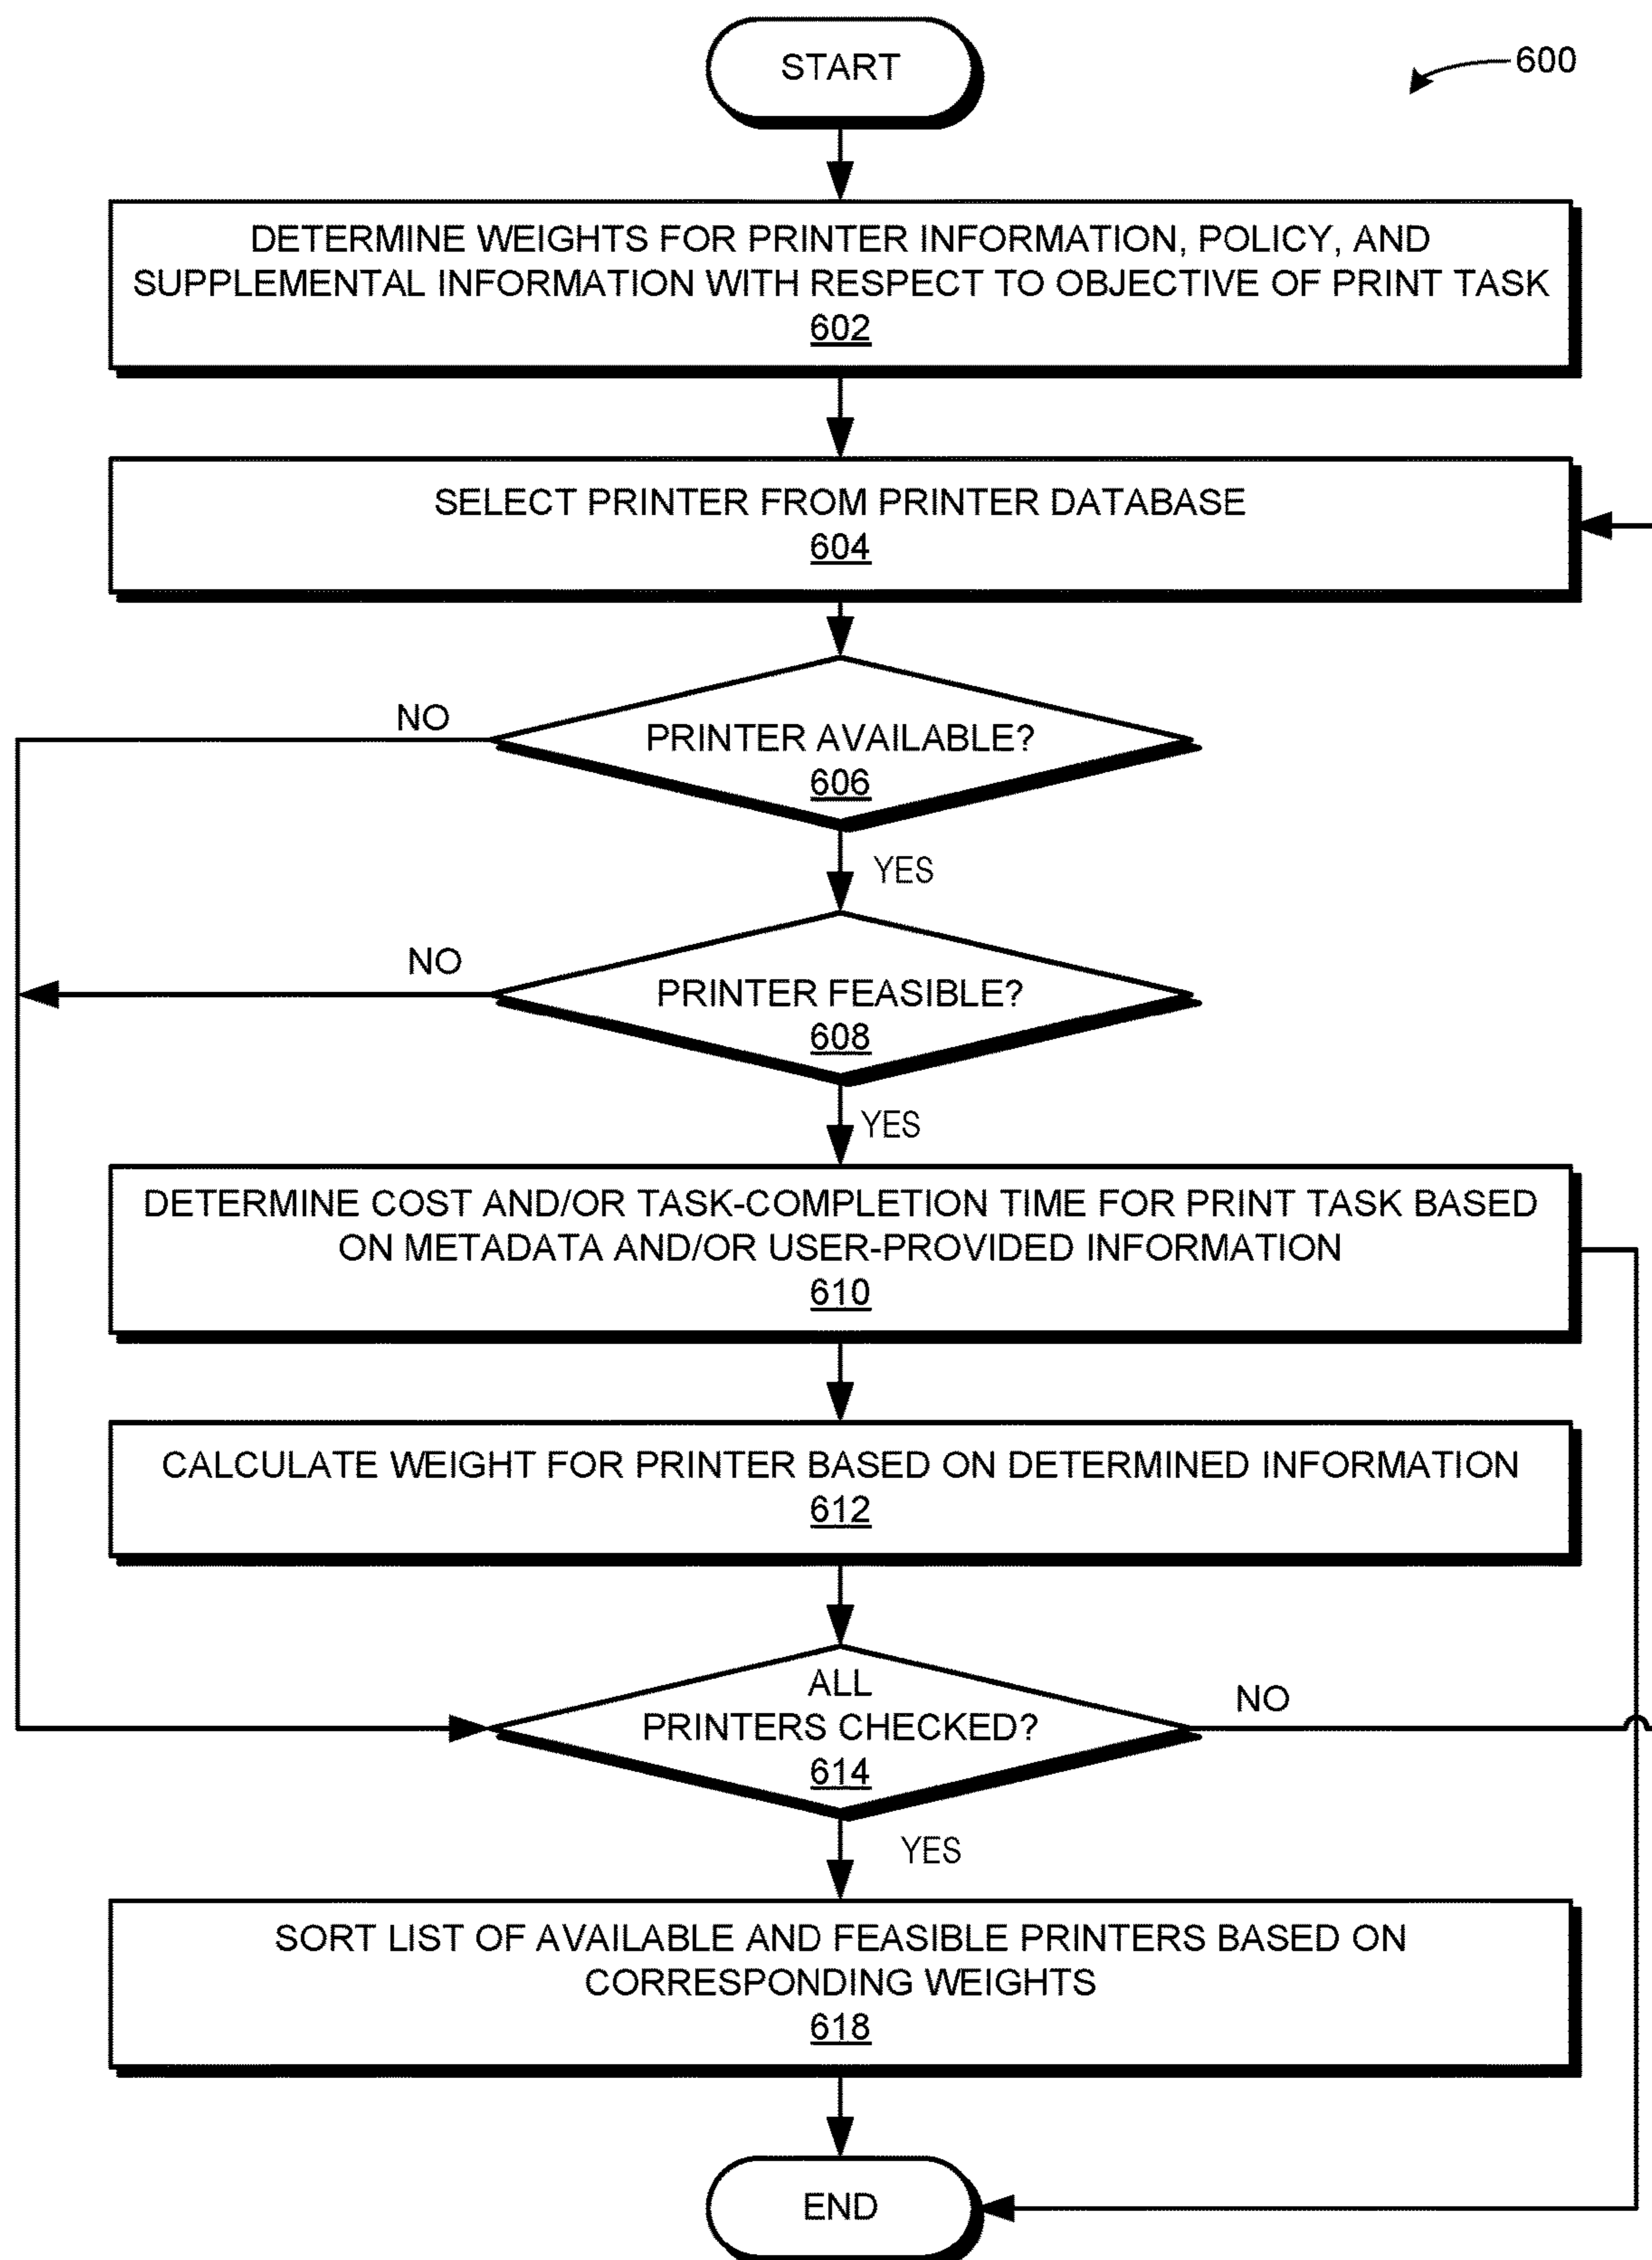 START
600
DETERMINE WEIGHTS FOR PRINTER INFORMATION, POLICY, AND
SUPPLEMENTAL INFORMATION WITH RESPECT TO OBJECTIVE OF PRINT TASK
602
SELECT PRINTER FROM PRINTER DATABASE
604
NO
PRINTER AVAILABLE?
606
YES
NO
PRINTER FEASIBLE?
608
YES
DETERMINE COST AND/OR TASK-COMPLETION TIME FOR PRINT TASK BASED
ON METADATA AND/OR USER-PROVIDED INFORMATION
610
CALCULATE WEIGHT FOR PRINTER BASED ON DETERMINED INFORMATION
612
ALL
PRINTERS CHECKED?
614
NO
YES
SORT LIST OF AVAILABLE AND FEASIBLE PRINTERS BASED ON
CORRESPONDING WEIGHTS
618
END